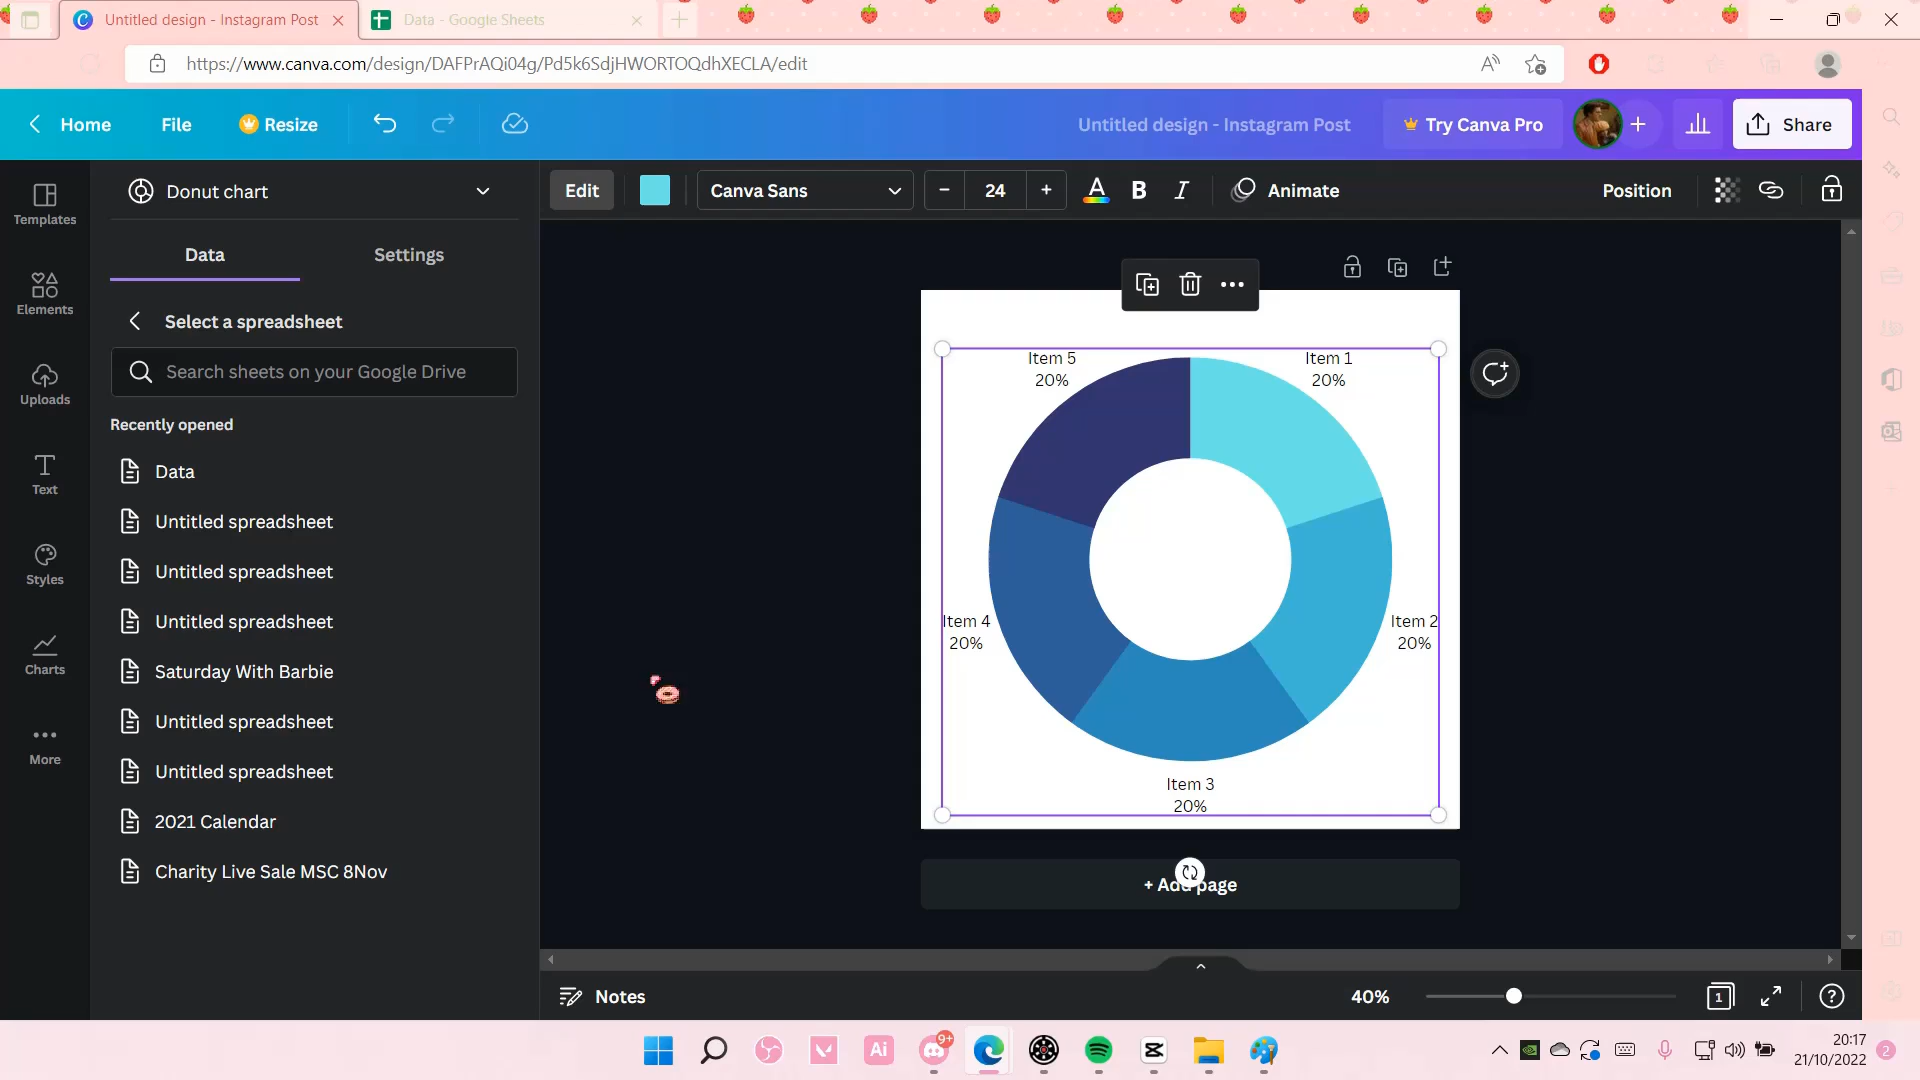 Untitled design - Instagram Post
Data - Google Sheets
https://www.canva.com/design/DAFPrAQi04g/Pd5k6SdjHWORTOQdhXECLA/edit
Home
File
Resize
Untitled design - Instagram Post
Try Canva Pro
Share
Donut chart
Edit
Canva Sans
24
Animate
Position
Templates
Elements
Uploads
Text
Styles
Charts
More
Data
Settings
Select a spreadsheet
Search sheets on your Google Drive
Recently opened
Data
Untitled spreadsheet
Untitled spreadsheet
Untitled spreadsheet
Saturday With Barbie
Untitled spreadsheet
Untitled spreadsheet
2021 Calendar
Charity Live Sale MSC 8Nov
Item 5
20%
Item 1
20%
Item 4
20%
Item 2
20%
Item 3
20%
+ Add page
Notes
40%
1
Ai
9+
20:17
21/10/2022
2